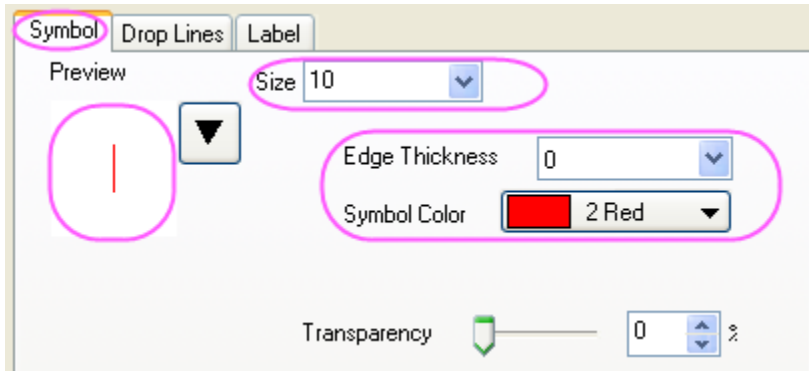 Symbol Drop Lines Label
Preview Size 10
Edge Thickness 0
Symbol Color 2 Red
Transparency 0 %